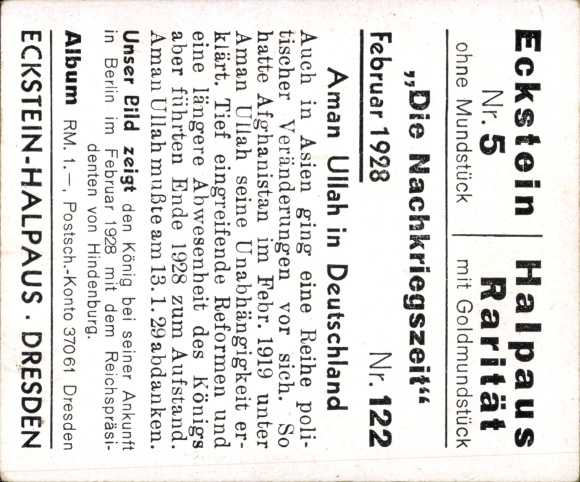 Eckstein | Halpaus
Nr. 5 Rarität
ohne Mundstück | mit Goldmundstück
„Die Nachkriegszeit“
Februar 1928 Nr. 122
Aman Ullah in Deutschland
Auch in Asien ging eine Reihe poli-
tischer Veränderungen vor sich. So
hatte Afghanistan im Febr. 1919 unter
Aman Ullah seine Unabhängigkeit er-
klärt. Tief eingreifende Reformen und
eine längere Abwesenheit des Königs
aber führten Ende 1928 zum Aufstand.
Aman Ullah mußte am 13. 1. 29 abdanken.
Unser Bild zeigt den König bei seiner Ankunft
in Berlin im Februar 1928 mit dem Reichspräsi-
denten von Hindenburg.
Album RM. 1.–, Postsch.-Konto 37061 Dresden
ECKSTEIN-HALPAUS · DRESDEN